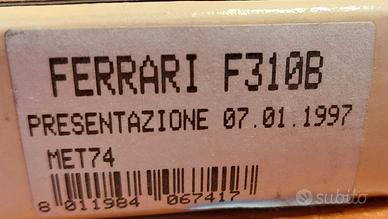 FERRARI F310B
PRESENTAZIONE 07.01.1997
MET74
8 011984 067417
subito